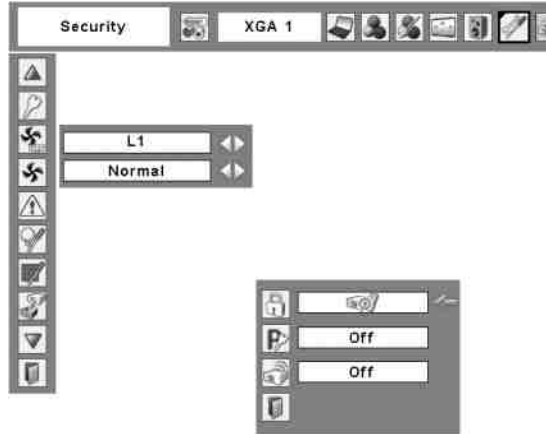 Security XGA 1
L1
Normal
P
Off
Off